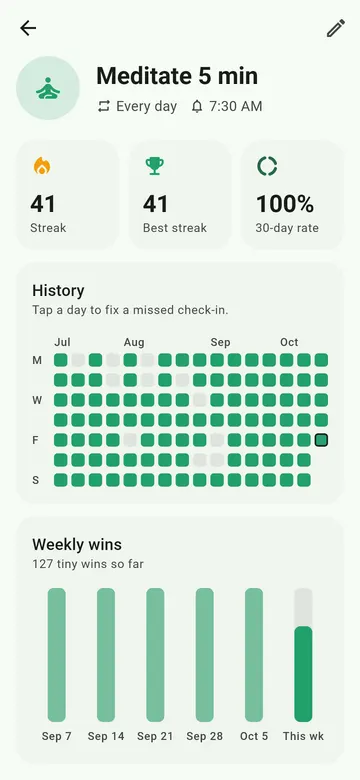 Meditate 5 min
Every day 7:30 AM
41
Streak
41
Best streak
100%
30-day rate
History
Tap a day to fix a missed check-in.
Jul Aug Sep Oct
M
W
F
S
Weekly wins
127 tiny wins so far
Sep 7 Sep 14 Sep 21 Sep 28 Oct 5 This wk